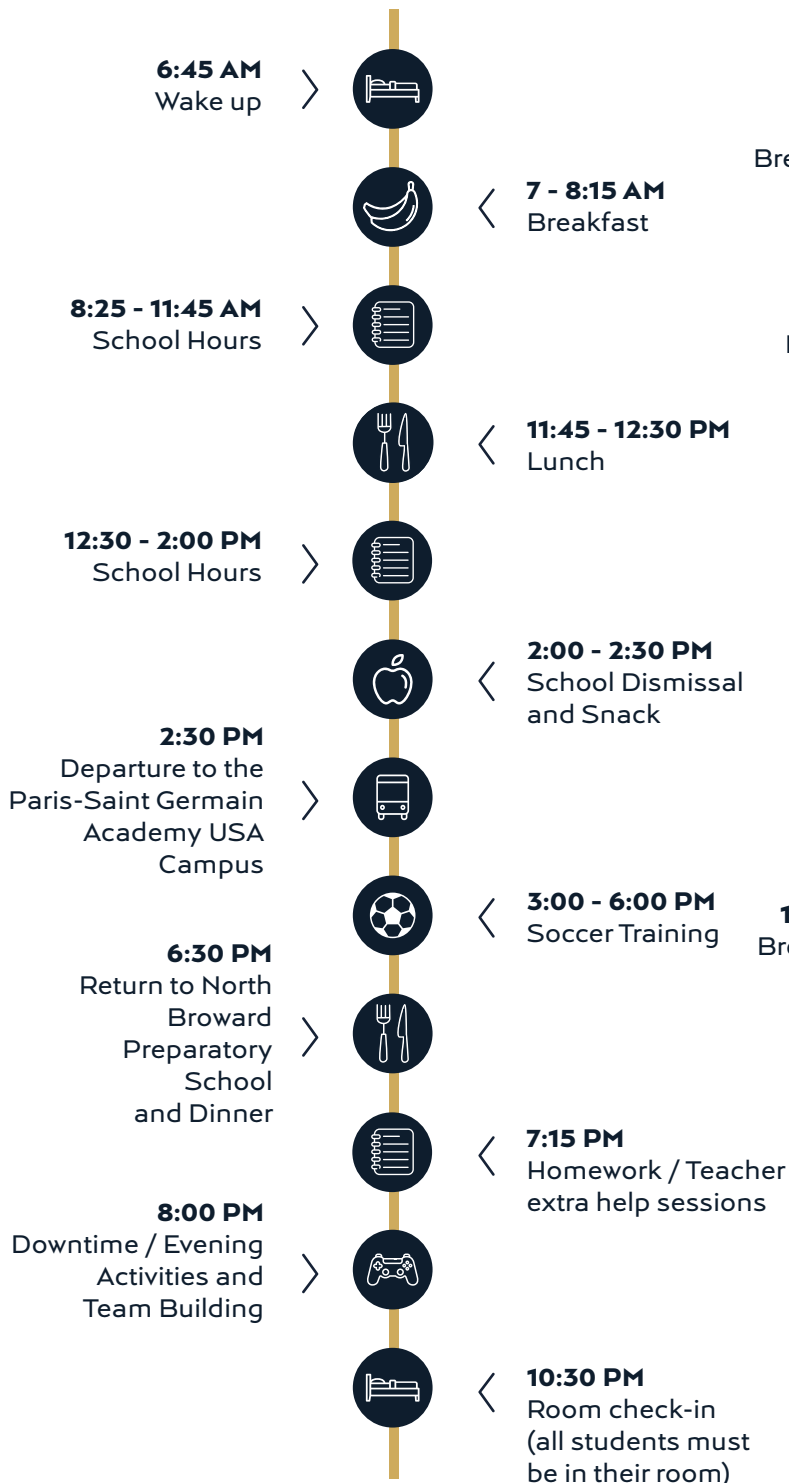 6:45 AM
Wake up
7 - 8:15 AM
Breakfast
8:25 - 11:45 AM
School Hours
11:45 - 12:30 PM
Lunch
12:30 - 2:00 PM
School Hours
2:00 - 2:30 PM
School Dismissal
and Snack
2:30 PM
Departure to the
Paris-Saint Germain
Academy USA
Campus
3:00 - 6:00 PM
Soccer Training
6:30 PM
Return to North
Broward
Preparatory
School
and Dinner
7:15 PM
Homework / Teacher
extra help sessions
8:00 PM
Downtime / Evening
Activities and
Team Building
10:30 PM
Room check-in
(all students must
be in their room)